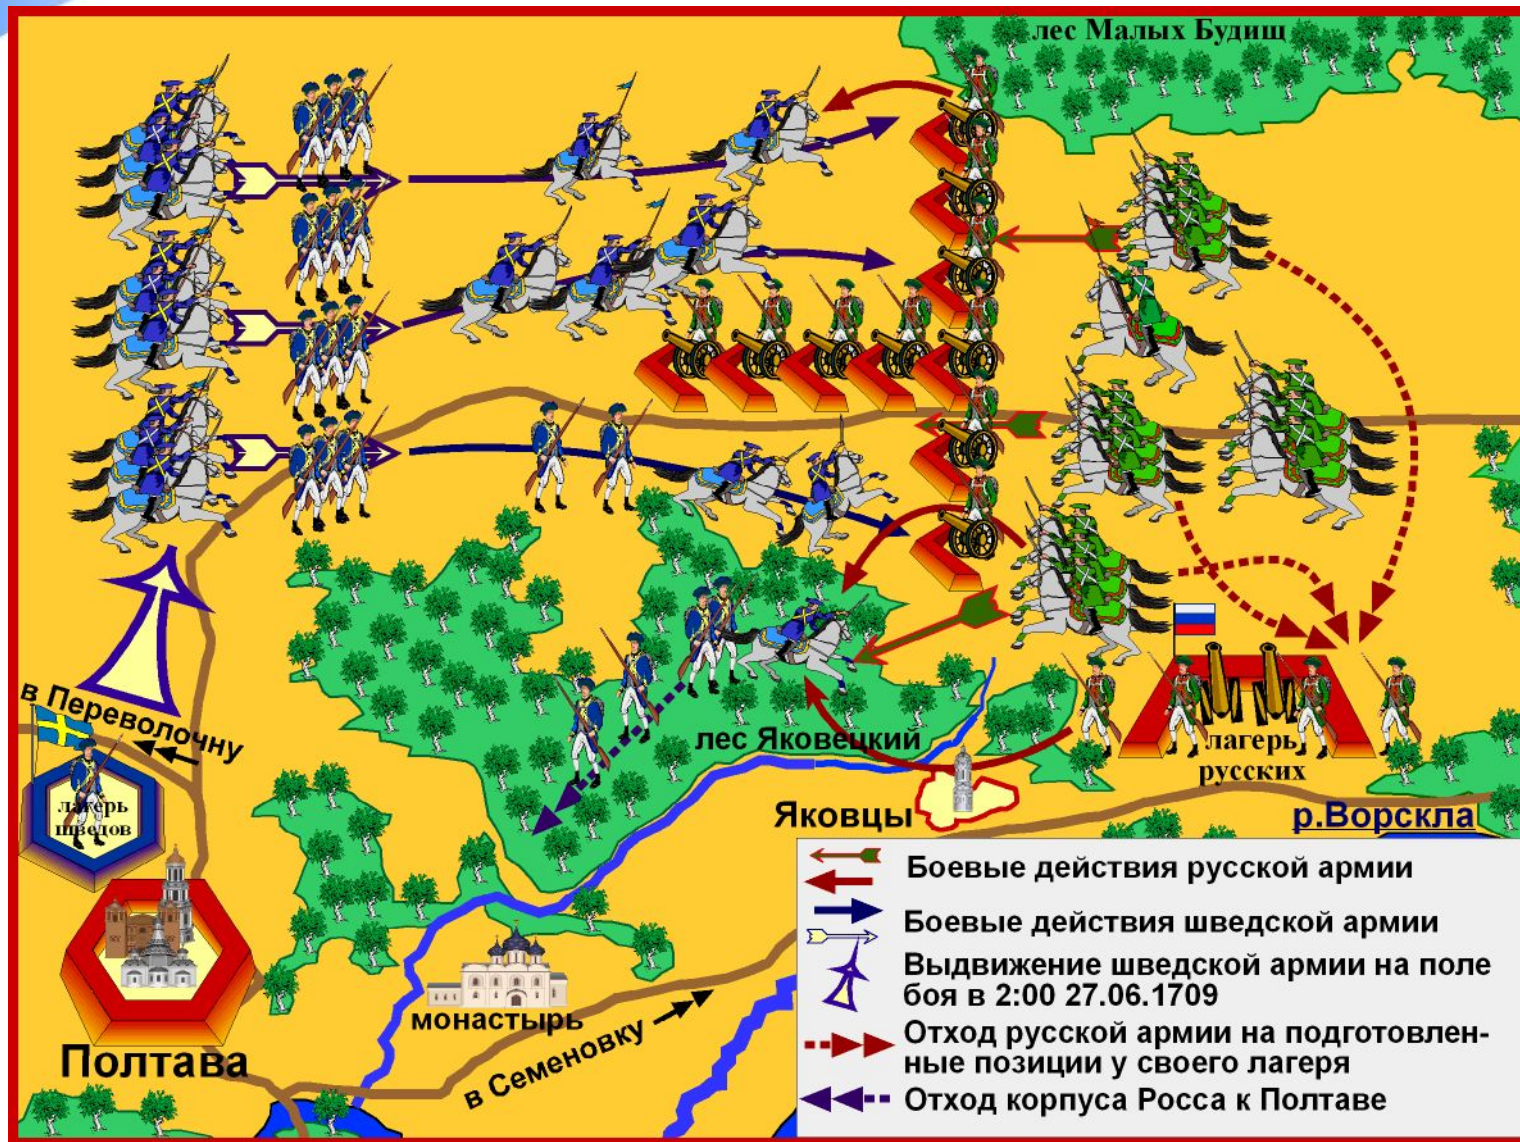 лес Малых Будищ
в Переволочну
лагерь
шведов
лес Яковецкий
лагерь
русских
Яковцы
р.Ворскла
монастырь
в Семеновку
Полтава
Боевые действия русской армии
Боевые действия шведской армии
Выдвижение шведской армии на поле
боя в 2:00 27.06.1709
Отход русской армии на подготовлен-
ные позиции у своего лагеря
Отход корпуса Росса к Полтаве